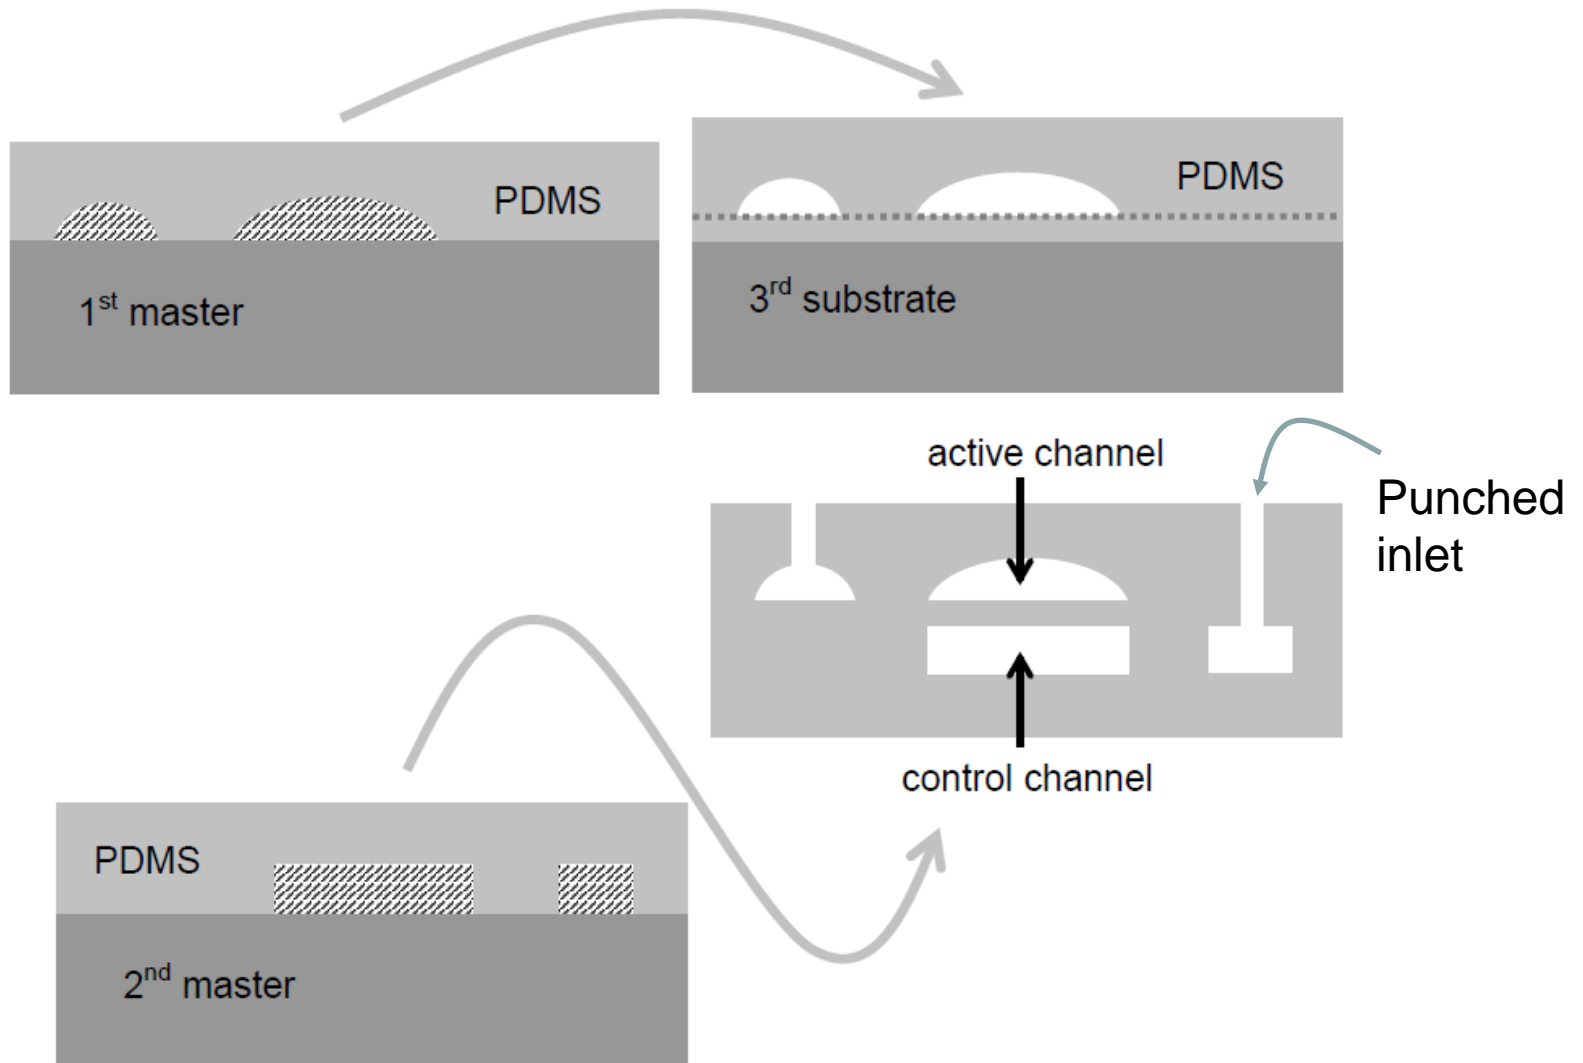 PDMS
1st master
PDMS
3rd substrate
active channel
Punched
inlet
control channel
PDMS
2nd master